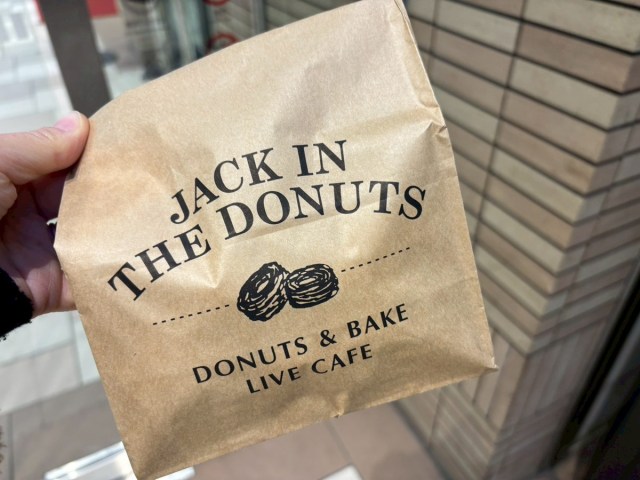 JACK IN
THE DONUTS
DONUTS & BAKE
LIVE CAFE